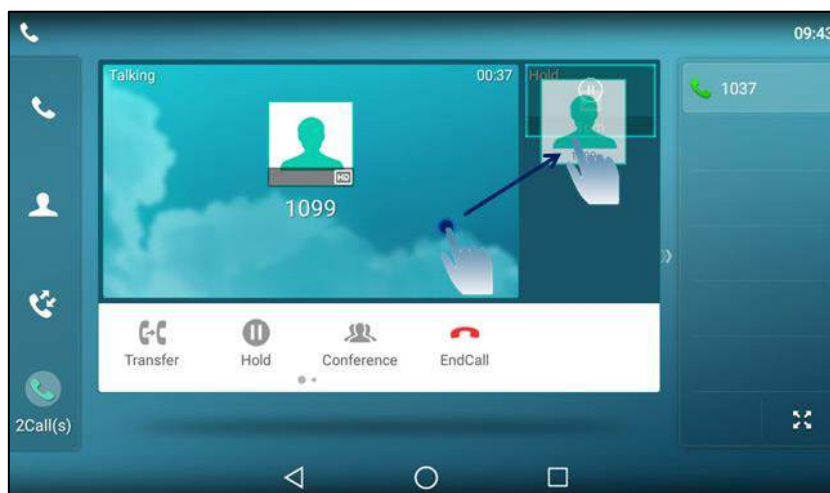 09:43
Talking 00:37 Hold
1037
HD
1099
Transfer Hold Conference EndCall
2Call(s)